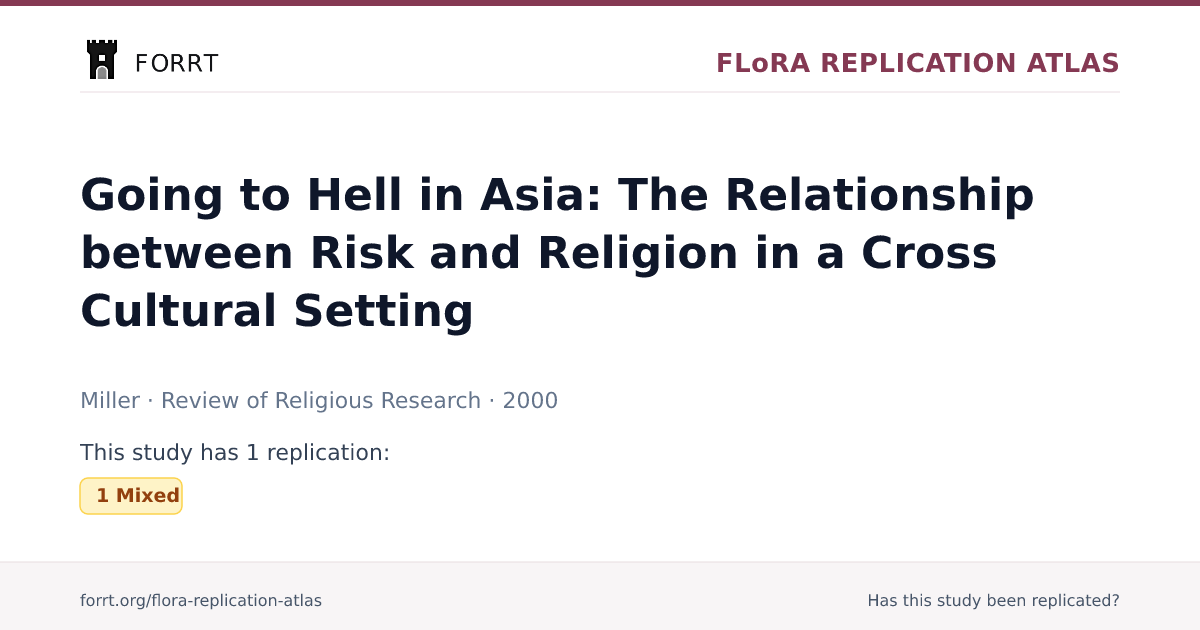 FORRT
FLoRA REPLICATION ATLAS
Going to Hell in Asia: The Relationship
between Risk and Religion in a Cross
Cultural Setting
Miller · Review of Religious Research · 2000
This study has 1 replication:
1 Mixed
forrt.org/flora-replication-atlas
Has this study been replicated?